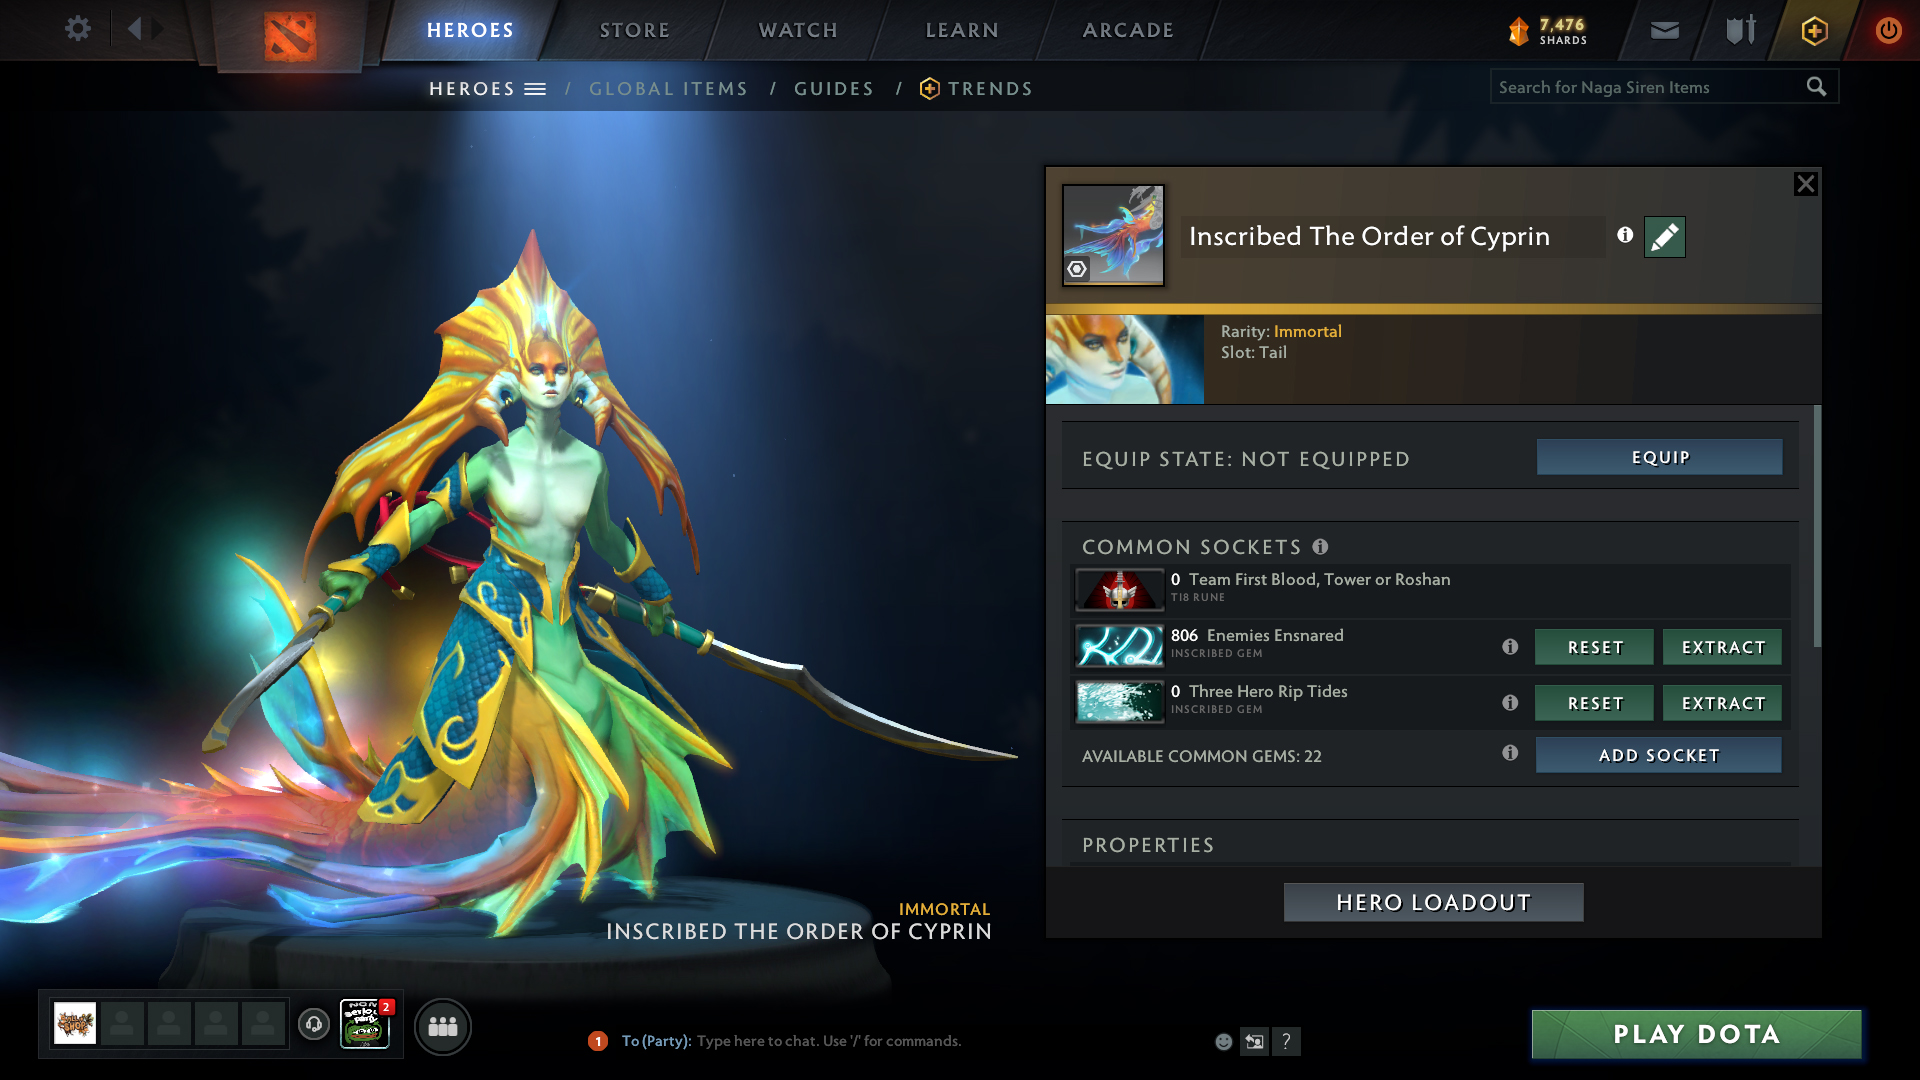 HEROES
STORE
WATCH
LEARN
ARCADE
7,476
SHARDS
HEROES / GLOBAL ITEMS / GUIDES / TRENDS
Search for Naga Siren Items
Inscribed The Order of Cyprin
Rarity: Immortal
Slot: Tail
EQUIP STATE: NOT EQUIPPED
EQUIP
COMMON SOCKETS
0 Team First Blood, Tower or Roshan
TI8 RUNE
806 Enemies Ensnared
INSCRIBED GEM
RESET
EXTRACT
0 Three Hero Rip Tides
INSCRIBED GEM
RESET
EXTRACT
AVAILABLE COMMON GEMS: 22
ADD SOCKET
PROPERTIES
HERO LOADOUT
IMMORTAL
INSCRIBED THE ORDER OF CYPRIN
2
1
To (Party): Type here to chat. Use '/' for commands.
?
PLAY DOTA